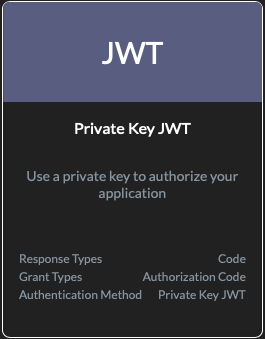 JWT
Private Key JWT
Use a private key to authorize your
application
Response Types Code
Grant Types Authorization Code
Authentication Method Private Key JWT